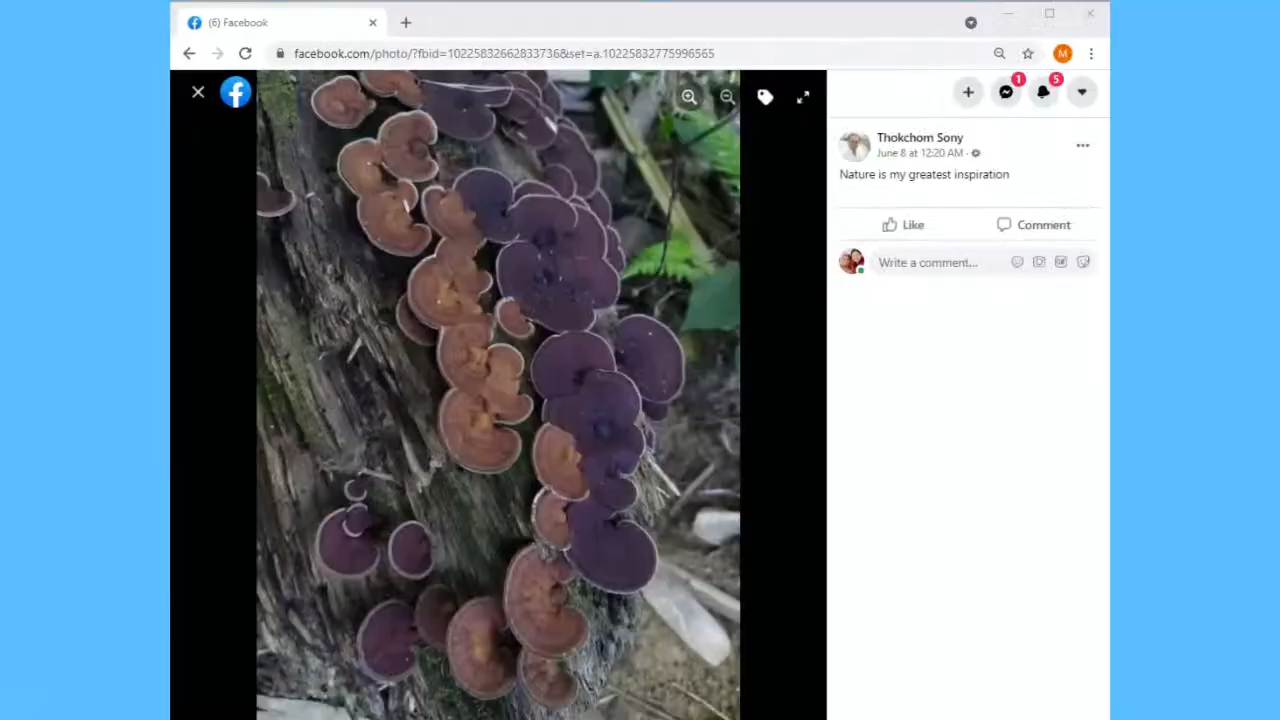 (6) Facebook
facebook.com/photo/?fbid=10225832662833736&set=a.10225832775996565
M
1
5
Thokchom Sony
June 8 at 12:20 AM ·
Nature is my greatest inspiration
Like
Comment
Write a comment...
GIF